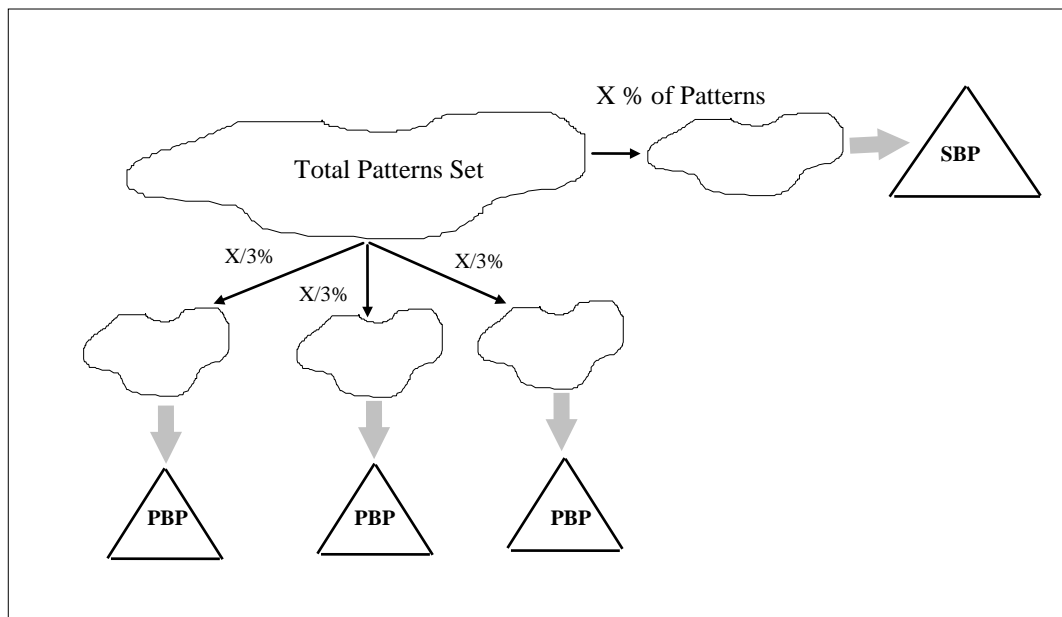 X % of Patterns
Total Patterns Set
SBP
X/3%
X/3%
X/3%
PBP
PBP
PBP